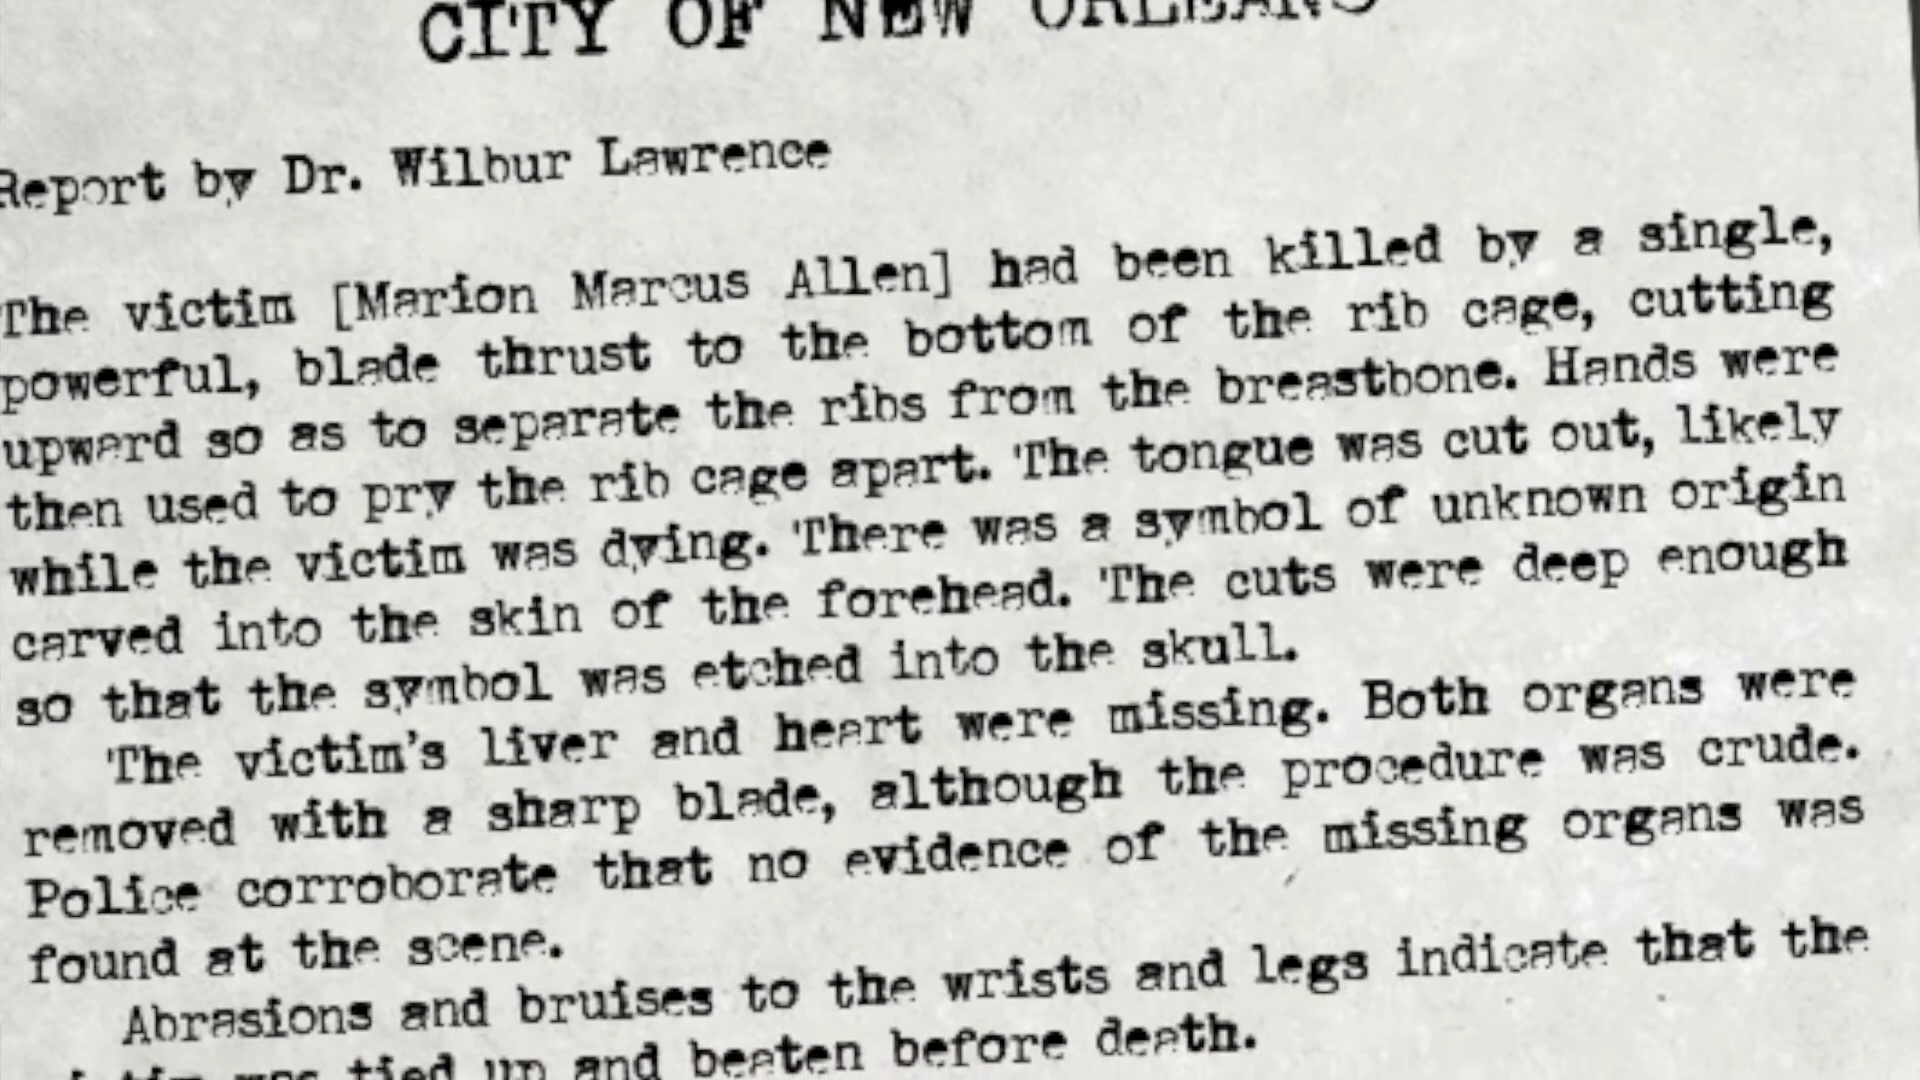 CITY OF NEW ORLEANS
Report by Dr. Wilbur Lawrence
The victim [Marion Marcus Allen] had been killed by a single,
powerful, blade thrust to the bottom of the rib cage, cutting
upward so as to separate the ribs from the breastbone. Hands were
then used to pry the rib cage apart. The tongue was cut out, likely
while the victim was dying. There was a symbol of unknown origin
carved into the skin of the forehead. The cuts were deep enough
so that the symbol was etched into the skull.
The victim's liver and heart were missing. Both organs were
removed with a sharp blade, although the procedure was crude.
Police corroborate that no evidence of the missing organs was
found at the scene.
Abrasions and bruises to the wrists and legs indicate that the
victim was tied up and beaten before death.